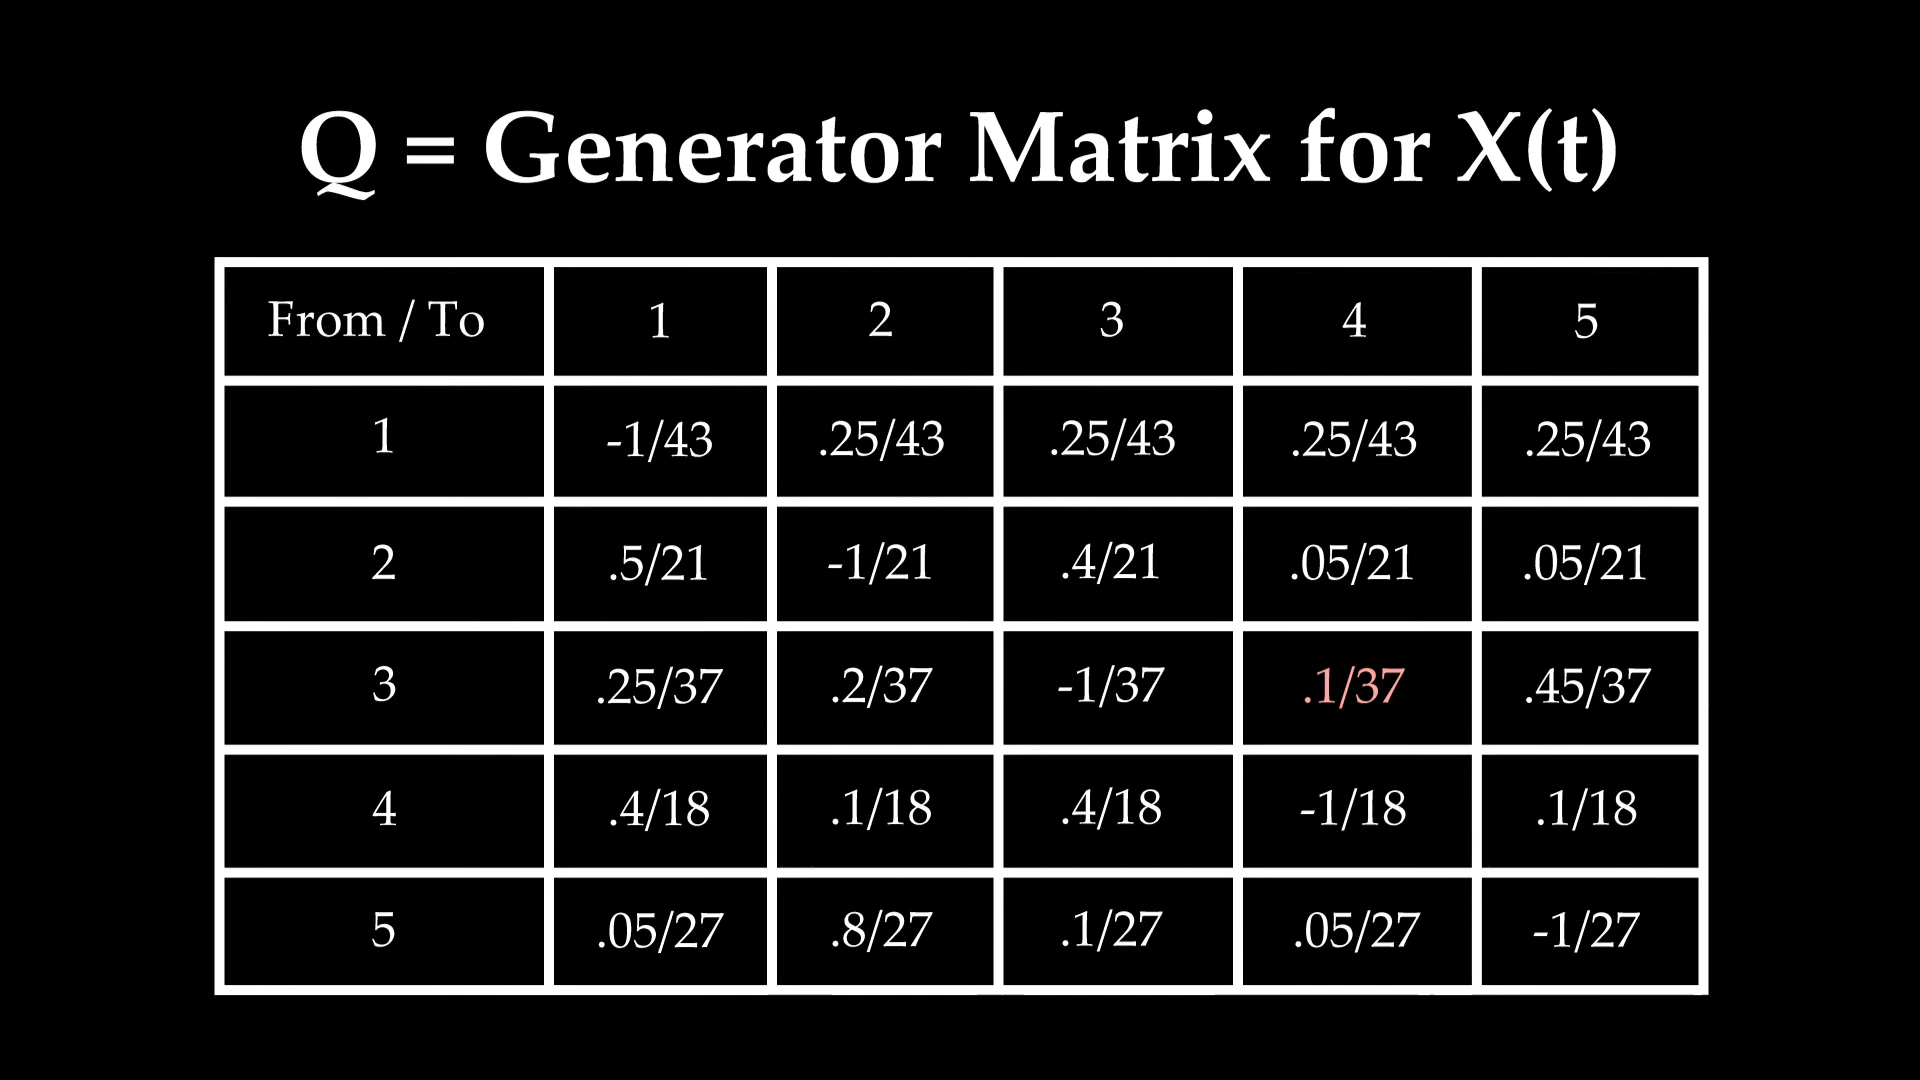 Q = Generator Matrix for X(t)
From / To 1 2 3 4 5
1 -1/43 .25/43 .25/43 .25/43 .25/43
2 .5/21 -1/21 .4/21 .05/21 .05/21
3 .25/37 .2/37 -1/37 .1/37 .45/37
4 .4/18 .1/18 .4/18 -1/18 .1/18
5 .05/27 .8/27 .1/27 .05/27 -1/27